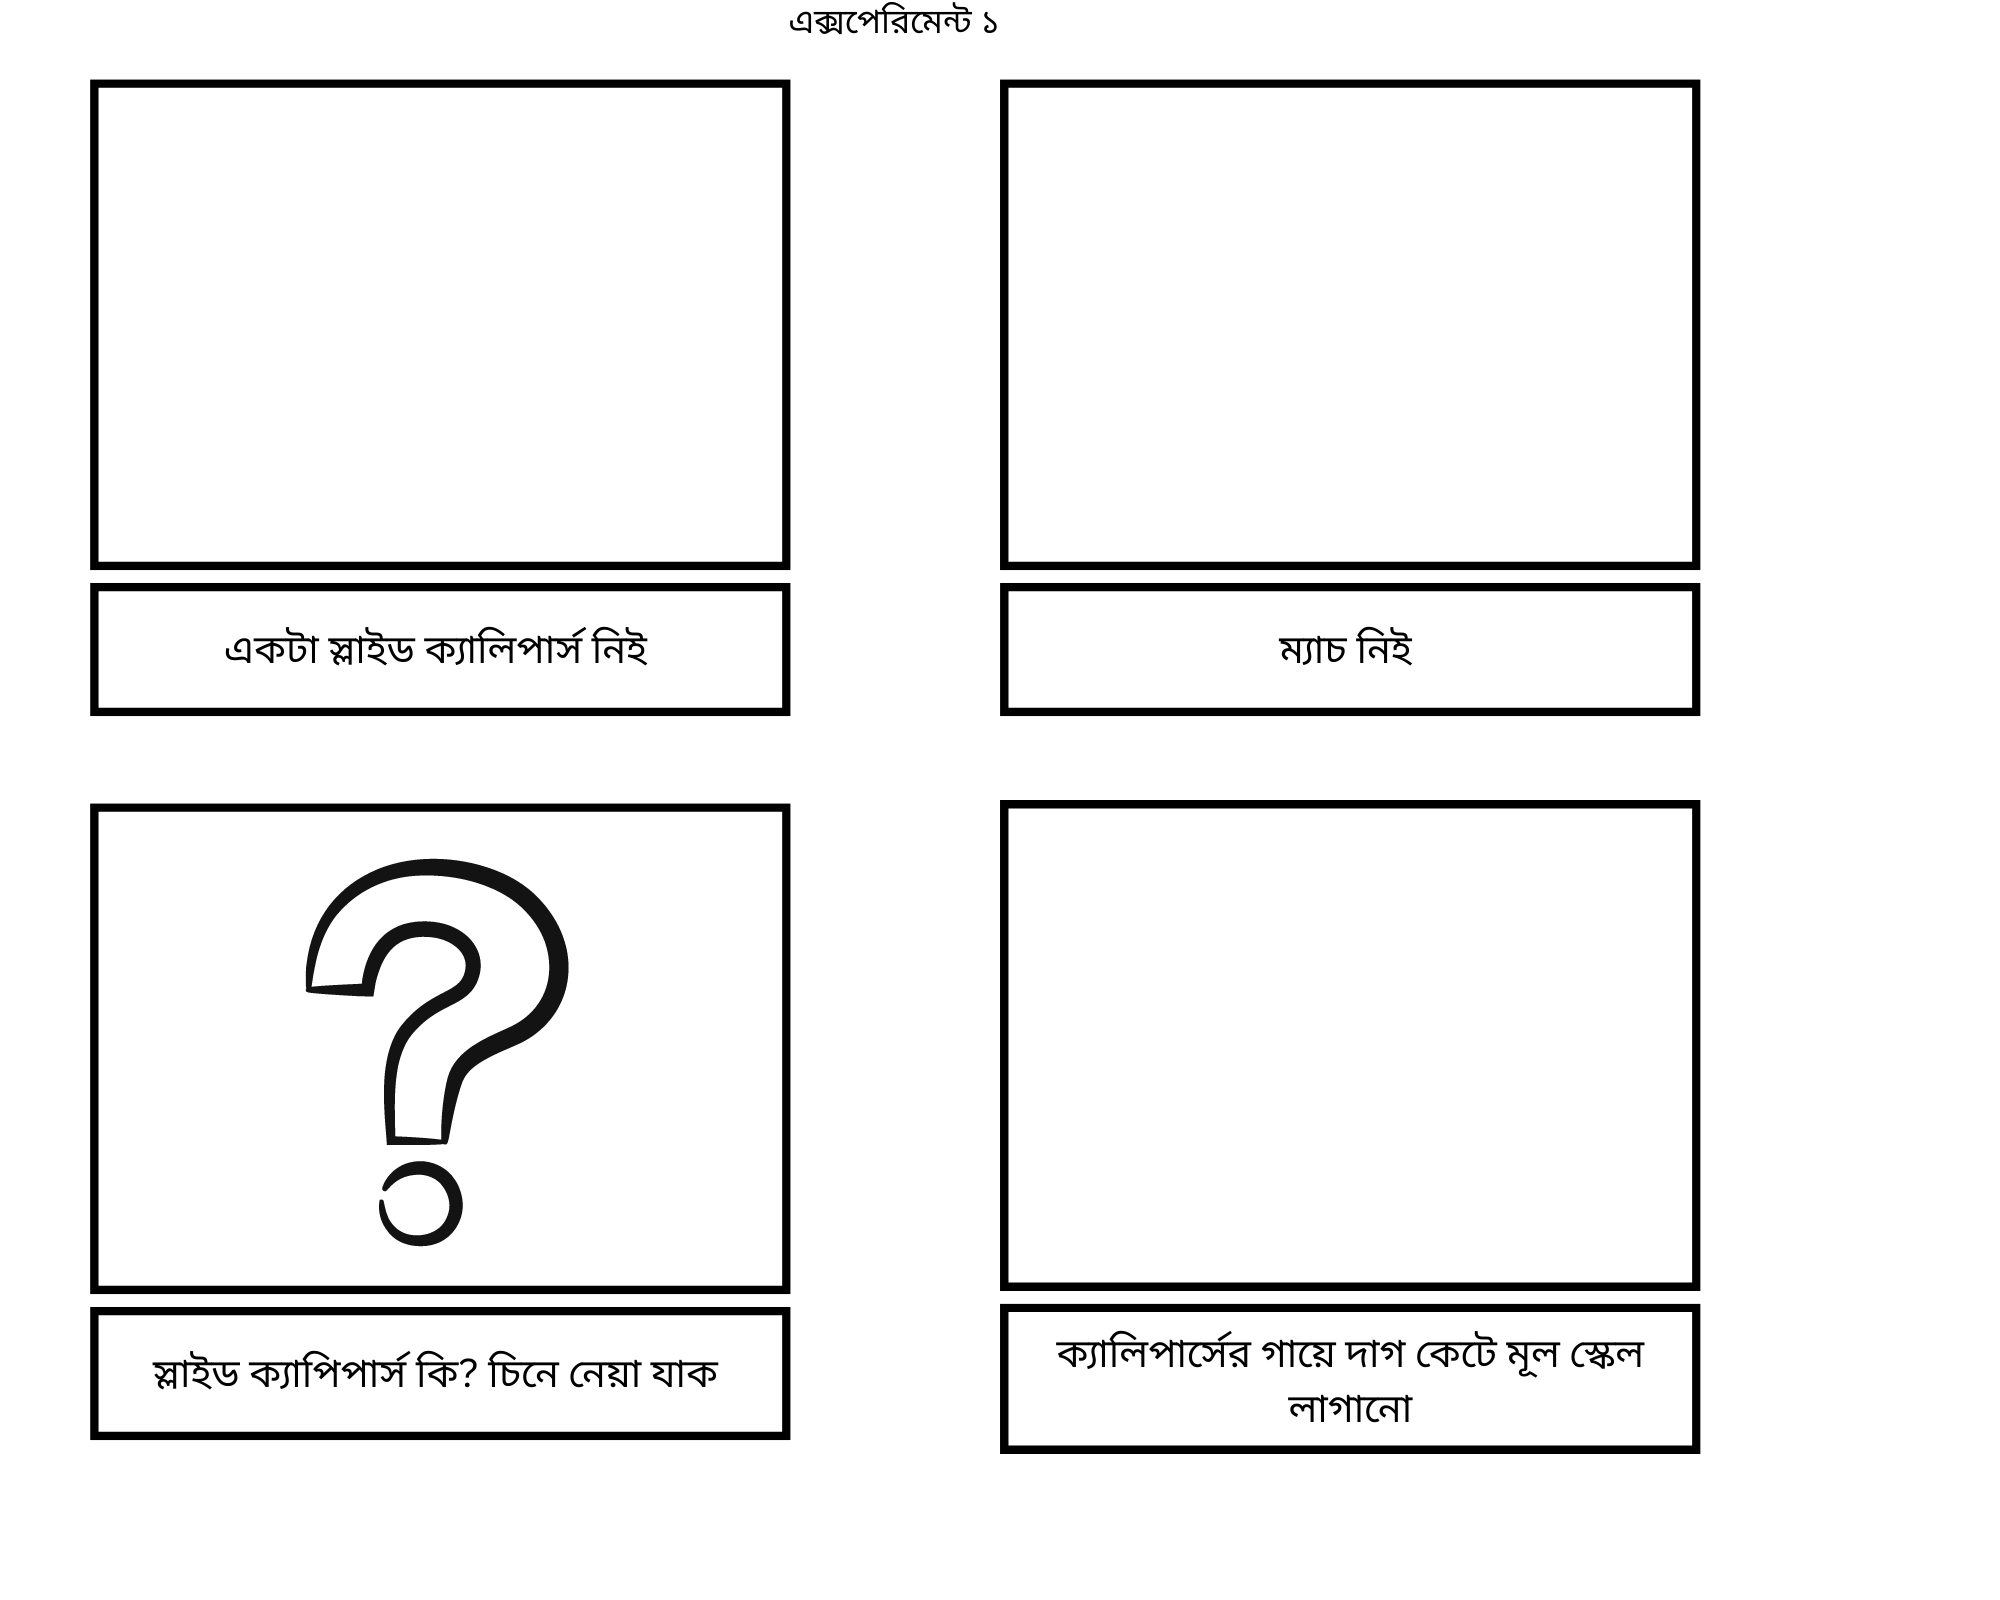 এক্সপেরিমেন্ট ১
একটা স্লাইড ক্যালিপার্স নিই
ম্যাচ নিই
স্লাইড ক্যাপিপার্স কি? চিনে নেয়া যাক
ক্যালিপার্সের গায়ে দাগ কেটে মূল স্কেল
লাগানো